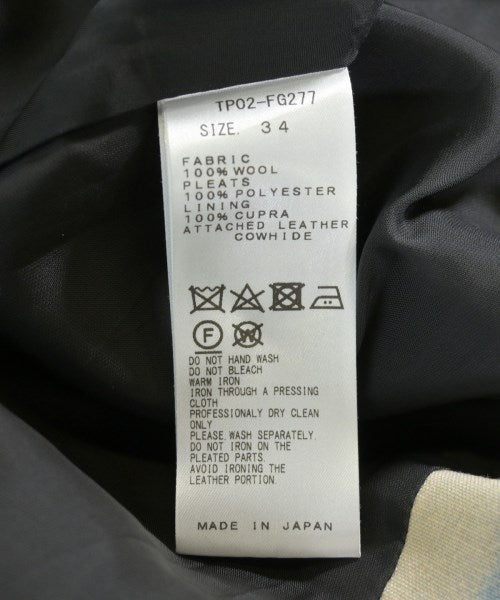 TP02-FG277
SIZE. 34
FABRIC
100% WOOL
PLEATS
100% POLYESTER
LINING
100% CUPRA
ATTACHED LEATHER
COWHIDE
F W
DO NOT HAND WASH
DO NOT BLEACH
WARM IRON
IRON THROUGH A PRESSING
CLOTH
PROFESSIONALY DRY CLEAN
ONLY
PLEASE WASH SEPARATELY.
DO NOT IRON ON THE
PLEATED PARTS.
AVOID IRONING THE
LEATHER PORTION.
MADE IN JAPAN